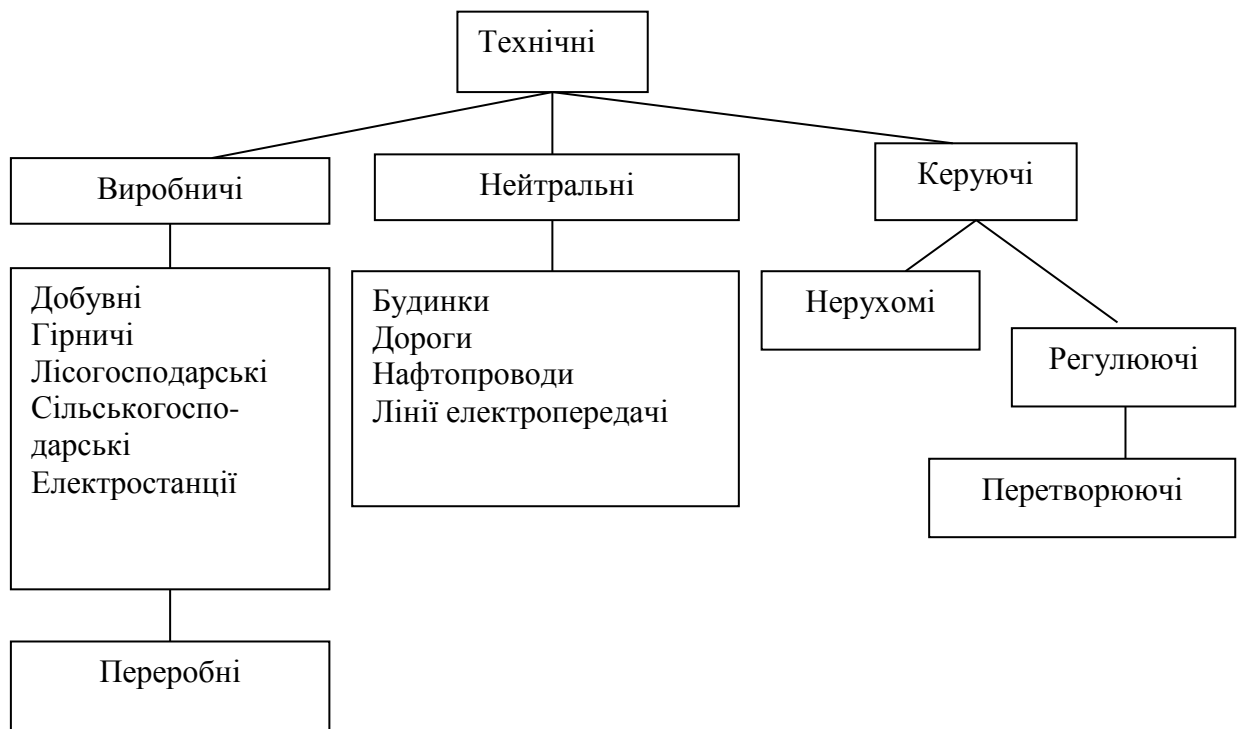 Технічні
Виробничі
Нейтральні
Керуючі
Добувні
Гірничі
Лісогосподарські
Сільськогоспо-
дарські
Електростанції
Будинки
Дороги
Нафтопроводи
Лінії електропередачі
Нерухомі
Регулюючі
Перетворюючі
Переробні